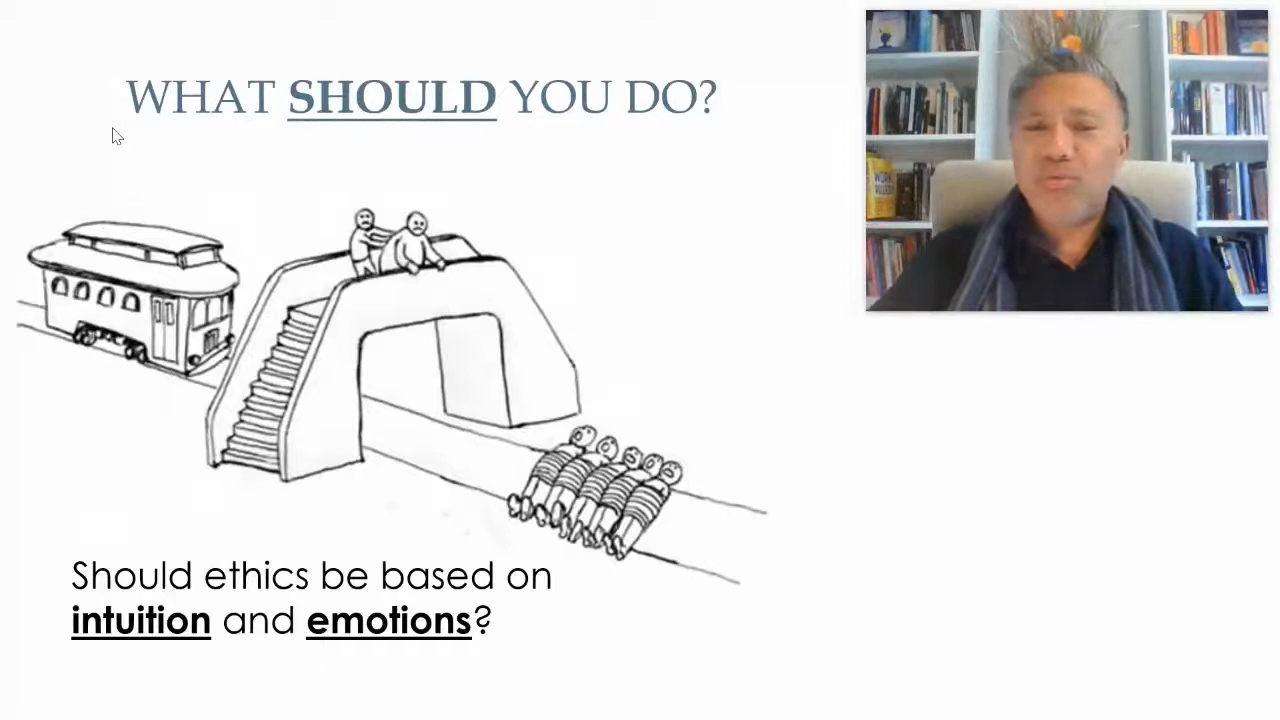 WHAT SHOULD YOU DO?
Should ethics be based on
intuition and emotions?